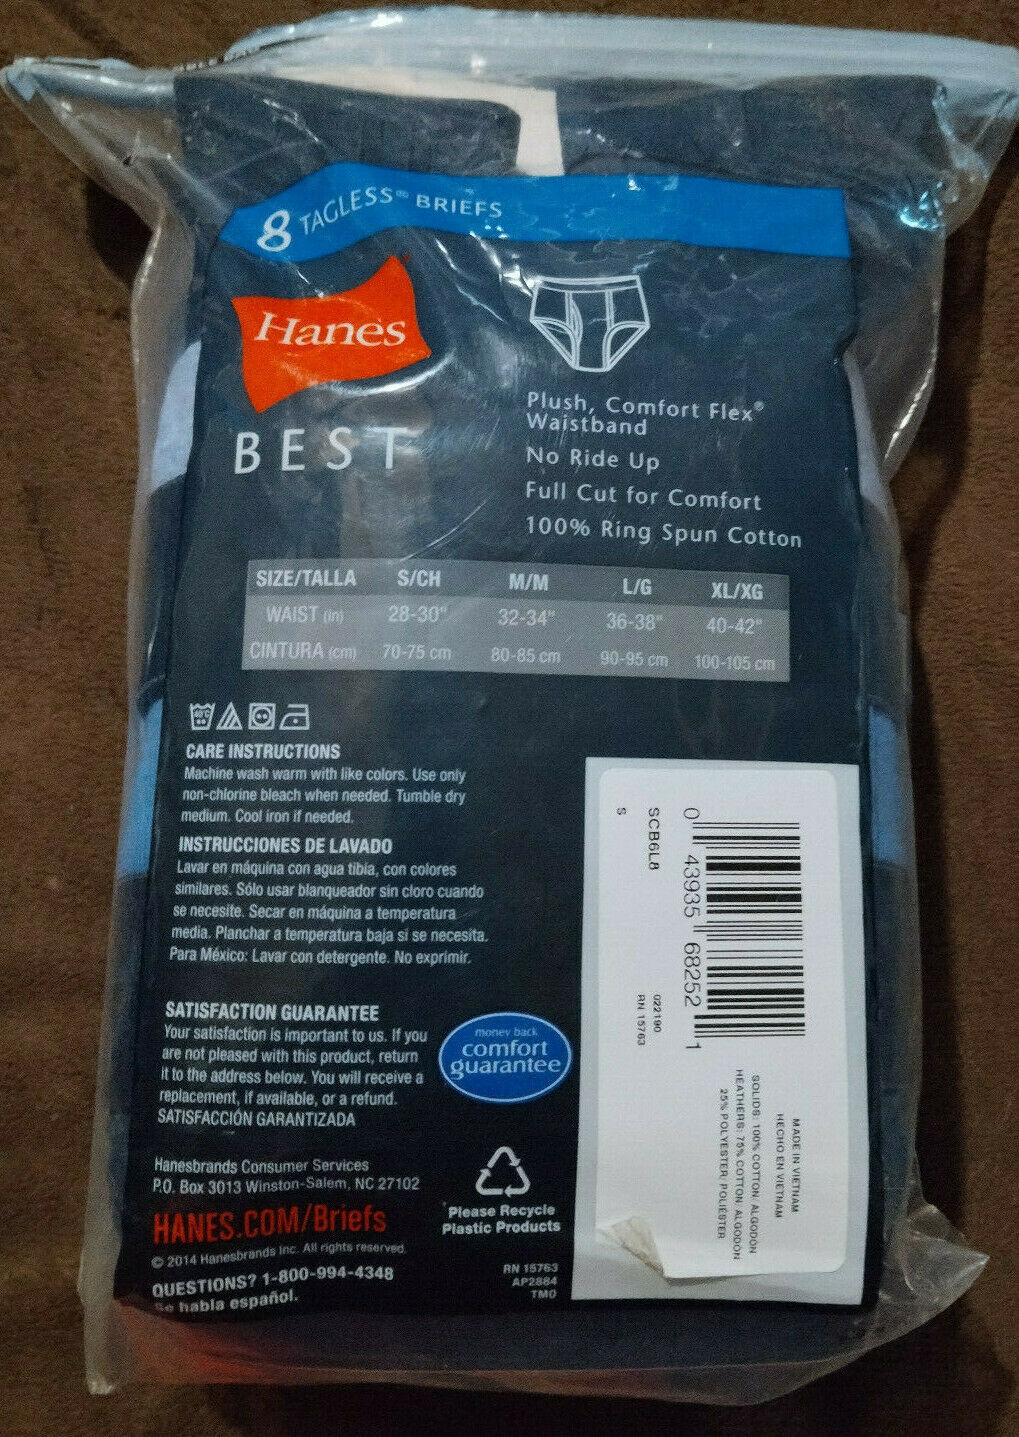 8 TAGLESS® BRIEFS
Hanes
BEST
Plush, Comfort Flex®
Waistband
No Ride Up
Full Cut for Comfort
100% Ring Spun Cotton
SIZE/TALLA S/CH M/M L/G XL/XG
WAIST (in) 28-30" 32-34" 36-38" 40-42"
CINTURA (cm) 70-75 cm 80-85 cm 90-95 cm 100-105 cm
40°C
CARE INSTRUCTIONS
Machine wash warm with like colors. Use only
non-chlorine bleach when needed. Tumble dry
medium. Cool iron if needed.
INSTRUCCIONES DE LAVADO
Lavar en máquina con agua tibia, con colores
similares. Sólo usar blanqueador sin cloro cuando
se necesite. Secar en máquina a temperatura
media. Planchar a temperatura baja si se necesita.
Para México: Lavar con detergente. No exprimir.
SATISFACTION GUARANTEE
Your satisfaction is important to us. If you
are not pleased with this product, return
it to the address below. You will receive a
replacement, if available, or a refund.
SATISFACCIÓN GARANTIZADA
money back
comfort
guarantee
Hanesbrands Consumer Services
P.O. Box 3013 Winston-Salem, NC 27102
HANES.COM/Briefs
© 2014 Hanesbrands Inc. All rights reserved.
QUESTIONS? 1-800-994-4348
Se habla español.
Please Recycle
Plastic Products
RN 15763
AP2884
TMO
0 43935 68252 1
SCB6L8
S
022190
RN 15763
MADE IN VIETNAM
HECHO EN VIETNAM
SOLIDS: 100% COTTON/ ALGODÓN
HEATHERS: 75% COTTON/ ALGODÓN
25% POLYESTER/ POLIÉSTER